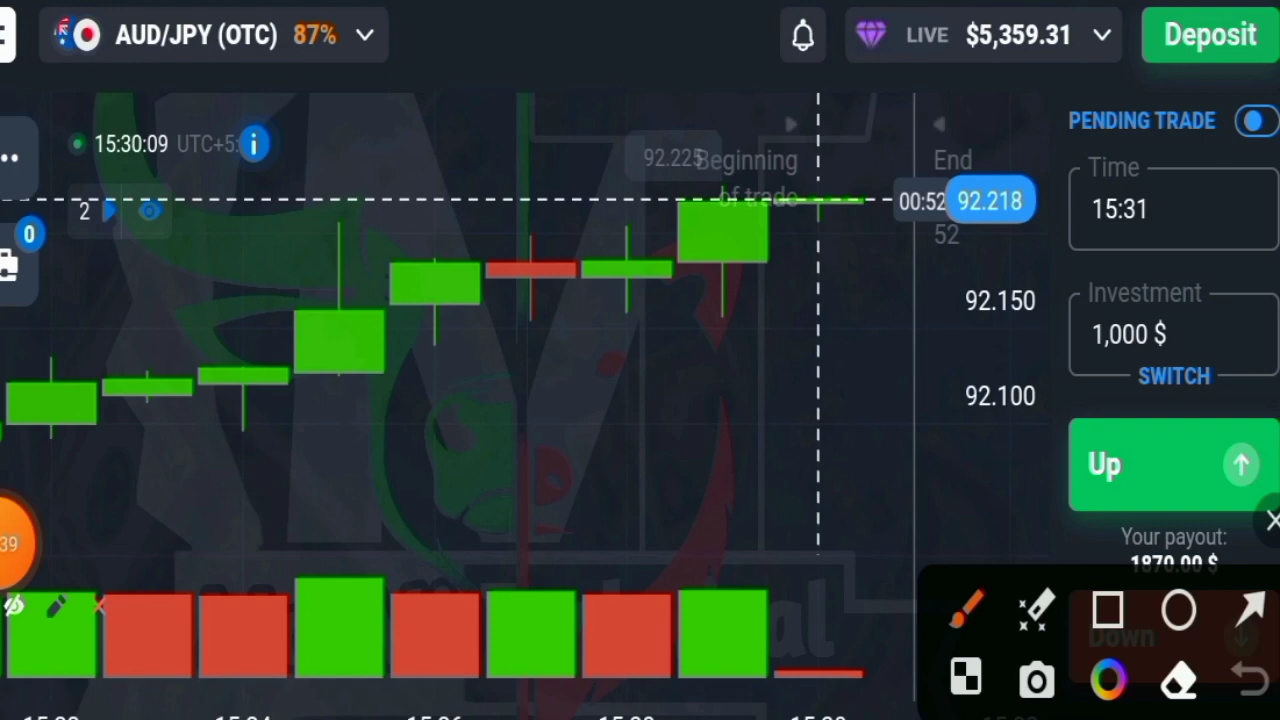 AUD/JPY (OTC) 87%
LIVE $5,359.31
Deposit
15:30:09 UTC+5:
i
92.225
Beginning
of trade
End
52
2
0
00:52
92.218
92.150
92.100
PENDING TRADE
Time
15:31
Investment
1,000 $
SWITCH
Up
Your payout:
1870.00 $
Down
39